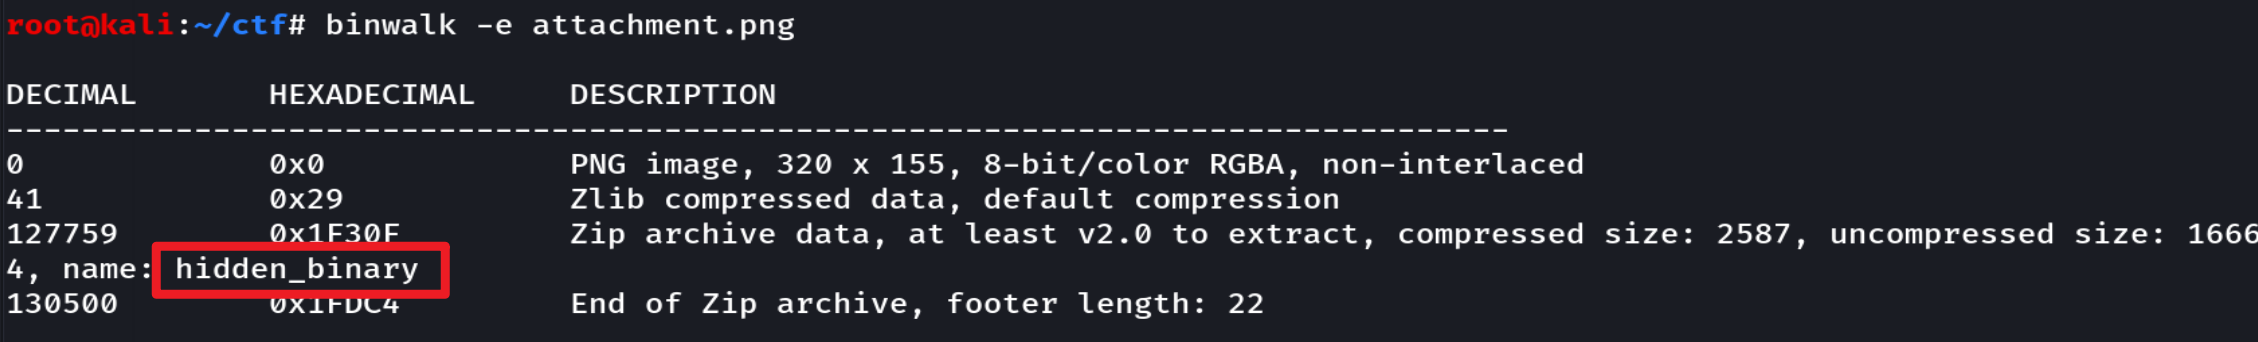 root@kali:~/ctf# binwalk -e attachment.png
DECIMAL HEXADECIMAL DESCRIPTION
--------------------------------------------------------------------------------
0 0x0 PNG image, 320 x 155, 8-bit/color RGBA, non-interlaced
41 0x29 Zlib compressed data, default compression
127759 0x1F30F Zip archive data, at least v2.0 to extract, compressed size: 2587, uncompressed size: 1666
4, name: hidden_binary
130500 0x1FDC4 End of Zip archive, footer length: 22